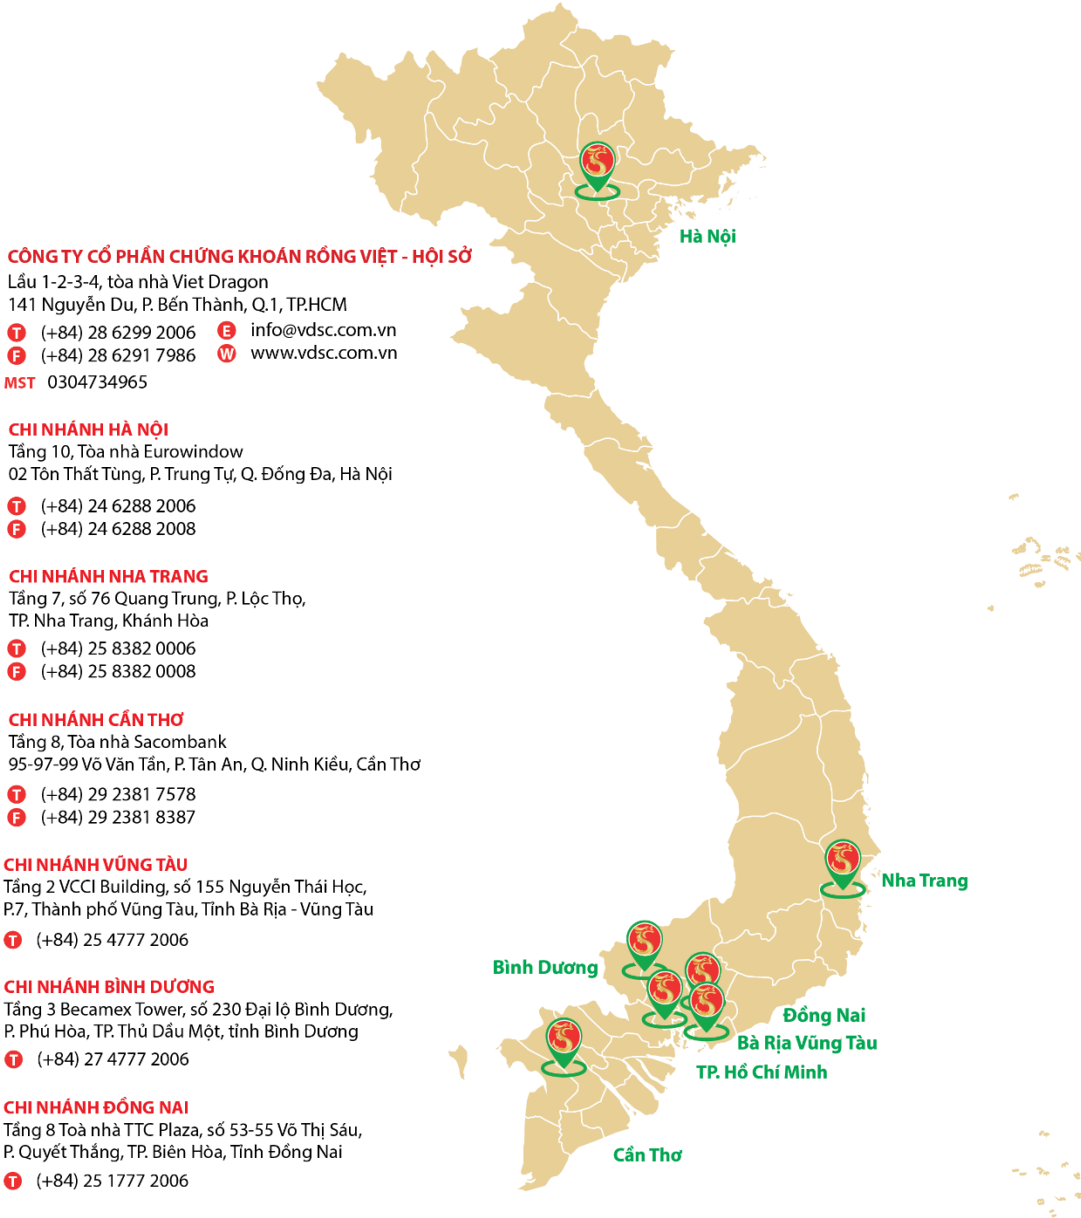 CÔNG TY CỔ PHẦN CHỨNG KHOÁN RỒNG VIỆT - HỘI SỞ
Lầu 1-2-3-4, tòa nhà Viet Dragon
141 Nguyễn Du, P. Bến Thành, Q.1, TP.HCM
T (+84) 28 6299 2006 E info@vdsc.com.vn
F (+84) 28 6291 7986 W www.vdsc.com.vn
MST 0304734965
CHI NHÁNH HÀ NỘI
Tầng 10, Tòa nhà Eurowindow
02 Tôn Thất Tùng, P. Trung Tự, Q. Đống Đa, Hà Nội
T (+84) 24 6288 2006
F (+84) 24 6288 2008
CHI NHÁNH NHA TRANG
Tầng 7, số 76 Quang Trung, P. Lộc Thọ,
TP. Nha Trang, Khánh Hòa
T (+84) 25 8382 0006
F (+84) 25 8382 0008
CHI NHÁNH CẦN THƠ
Tầng 8, Tòa nhà Sacombank
95-97-99 Võ Văn Tần, P. Tân An, Q. Ninh Kiều, Cần Thơ
T (+84) 29 2381 7578
F (+84) 29 2381 8387
CHI NHÁNH VŨNG TÀU
Tầng 2 VCCI Building, số 155 Nguyễn Thái Học,
P.7, Thành phố Vũng Tàu, Tỉnh Bà Rịa - Vũng Tàu
T (+84) 25 4777 2006
CHI NHÁNH BÌNH DƯƠNG
Tầng 3 Becamex Tower, số 230 Đại lộ Bình Dương,
P. Phú Hòa, TP. Thủ Dầu Một, tỉnh Bình Dương
T (+84) 27 4777 2006
CHI NHÁNH ĐỒNG NAI
Tầng 8 Toà nhà TTC Plaza, số 53-55 Võ Thị Sáu,
P. Quyết Thắng, TP. Biên Hòa, Tỉnh Đồng Nai
T (+84) 25 1777 2006
Hà Nội
Nha Trang
Bình Dương
Đồng Nai
Bà Rịa Vũng Tàu
TP. Hồ Chí Minh
Cần Thơ